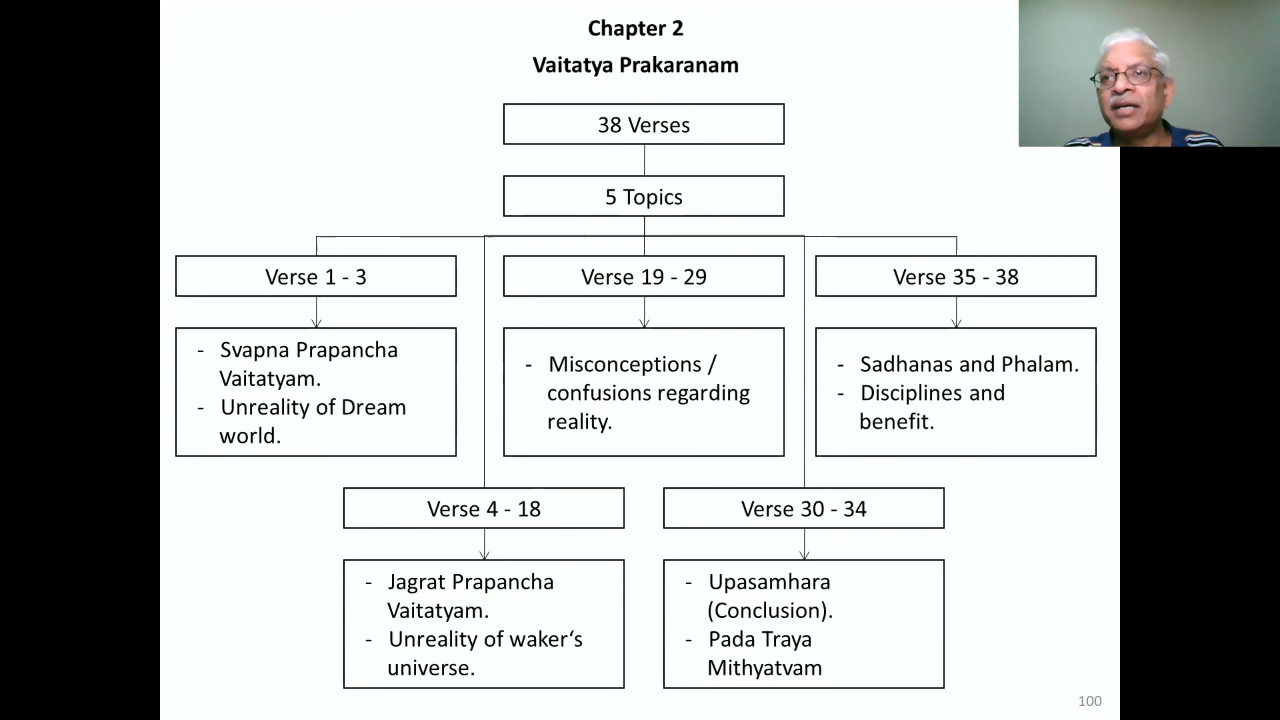 Chapter 2
Vaitatya Prakaranam
38 Verses
5 Topics
Verse 1 - 3
- Svapna Prapancha
Vaitatyam.
- Unreality of Dream
world.
Verse 4 - 18
- Jagrat Prapancha
Vaitatyam.
- Unreality of waker‘s
universe.
Verse 19 - 29
- Misconceptions /
confusions regarding
reality.
Verse 30 - 34
- Upasamhara
(Conclusion).
- Pada Traya
Mithyatvam
Verse 35 - 38
- Sadhanas and Phalam.
- Disciplines and
benefit.
100